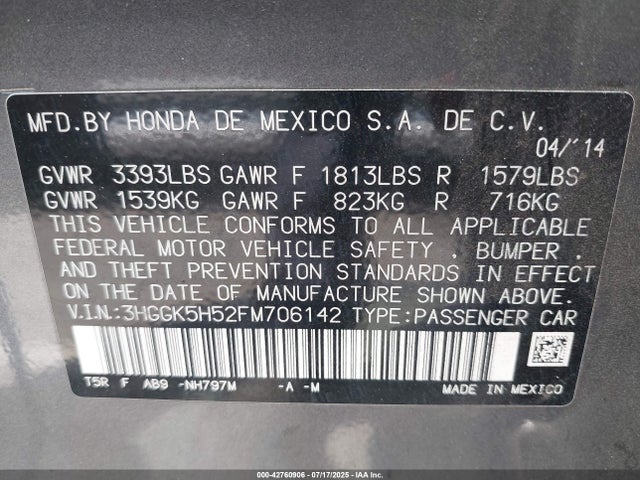 MFD.BY HONDA DE MEXICO S.A. DE C.V.
04/'14
GVWR 3393LBS GAWR F 1813LBS R 1579LBS
GVWR 1539KG GAWR F 823KG R 716KG
THIS VEHICLE CONFORMS TO ALL APPLICABLE
FEDERAL MOTOR VEHICLE SAFETY . BUMPER .
AND THEFT PREVENTION STANDARDS IN EFFECT
ON THE DATE OF MANUFACTURE SHOWN ABOVE.
V.I.N.:3HGGK5H52FM706142 TYPE:PASSENGER CAR
T5R F AB9 -NH797M -A -M
MADE IN MEXICO
000-42760906 - 07/17/2025 - IAAI.COM